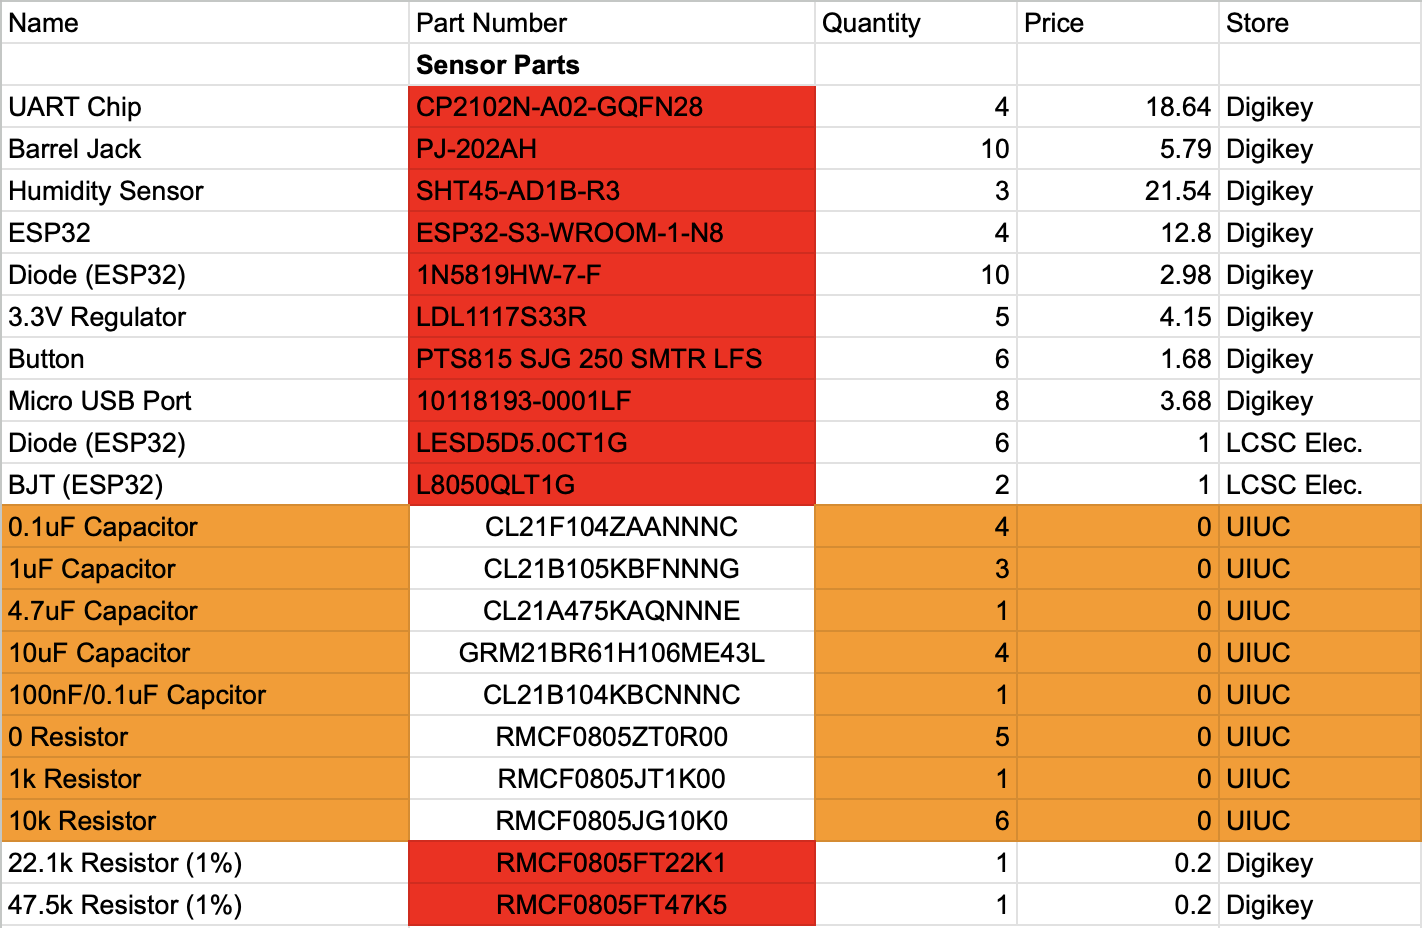 Name Part Number Quantity Price Store
Sensor Parts
UART Chip CP2102N-A02-GQFN28 4 18.64 Digikey
Barrel Jack PJ-202AH 10 5.79 Digikey
Humidity Sensor SHT45-AD1B-R3 3 21.54 Digikey
ESP32 ESP32-S3-WROOM-1-N8 4 12.8 Digikey
Diode (ESP32) 1N5819HW-7-F 10 2.98 Digikey
3.3V Regulator LDL1117S33R 5 4.15 Digikey
Button PTS815 SJG 250 SMTR LFS 6 1.68 Digikey
Micro USB Port 10118193-0001LF 8 3.68 Digikey
Diode (ESP32) LESD5D5.0CT1G 6 1 LCSC Elec.
BJT (ESP32) L8050QLT1G 2 1 LCSC Elec.
0.1uF Capacitor CL21F104ZAANNNC 4 0 UIUC
1uF Capacitor CL21B105KBFNNNG 3 0 UIUC
4.7uF Capacitor CL21A475KAQNNNE 1 0 UIUC
10uF Capacitor GRM21BR61H106ME43L 4 0 UIUC
100nF/0.1uF Capcitor CL21B104KBCNNNC 1 0 UIUC
0 Resistor RMCF0805ZT0R00 5 0 UIUC
1k Resistor RMCF0805JT1K00 1 0 UIUC
10k Resistor RMCF0805JG10K0 6 0 UIUC
22.1k Resistor (1%) RMCF0805FT22K1 1 0.2 Digikey
47.5k Resistor (1%) RMCF0805FT47K5 1 0.2 Digikey